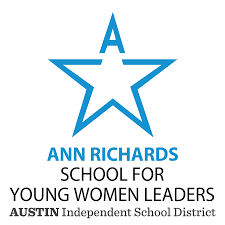 A
ANN RICHARDS
SCHOOL FOR
YOUNG WOMEN LEADERS
AUSTIN Independent School District